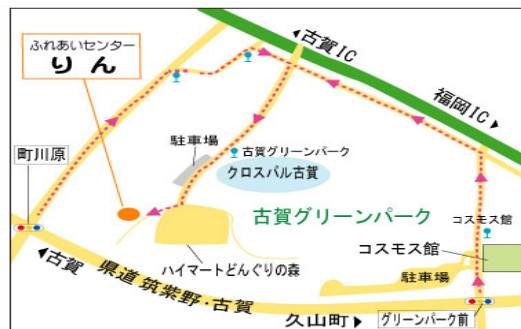 ふれあいセンター
りん
◀古賀IC
福岡IC▶
町川原
駐車場
古賀グリーンパーク
クロスパル古賀
古賀グリーンパーク
コスモス館
コスモス館
ハイマートどんぐりの森
駐車場
◀古賀 県道 筑紫野・古賀
久山町▶
グリーンパーク前